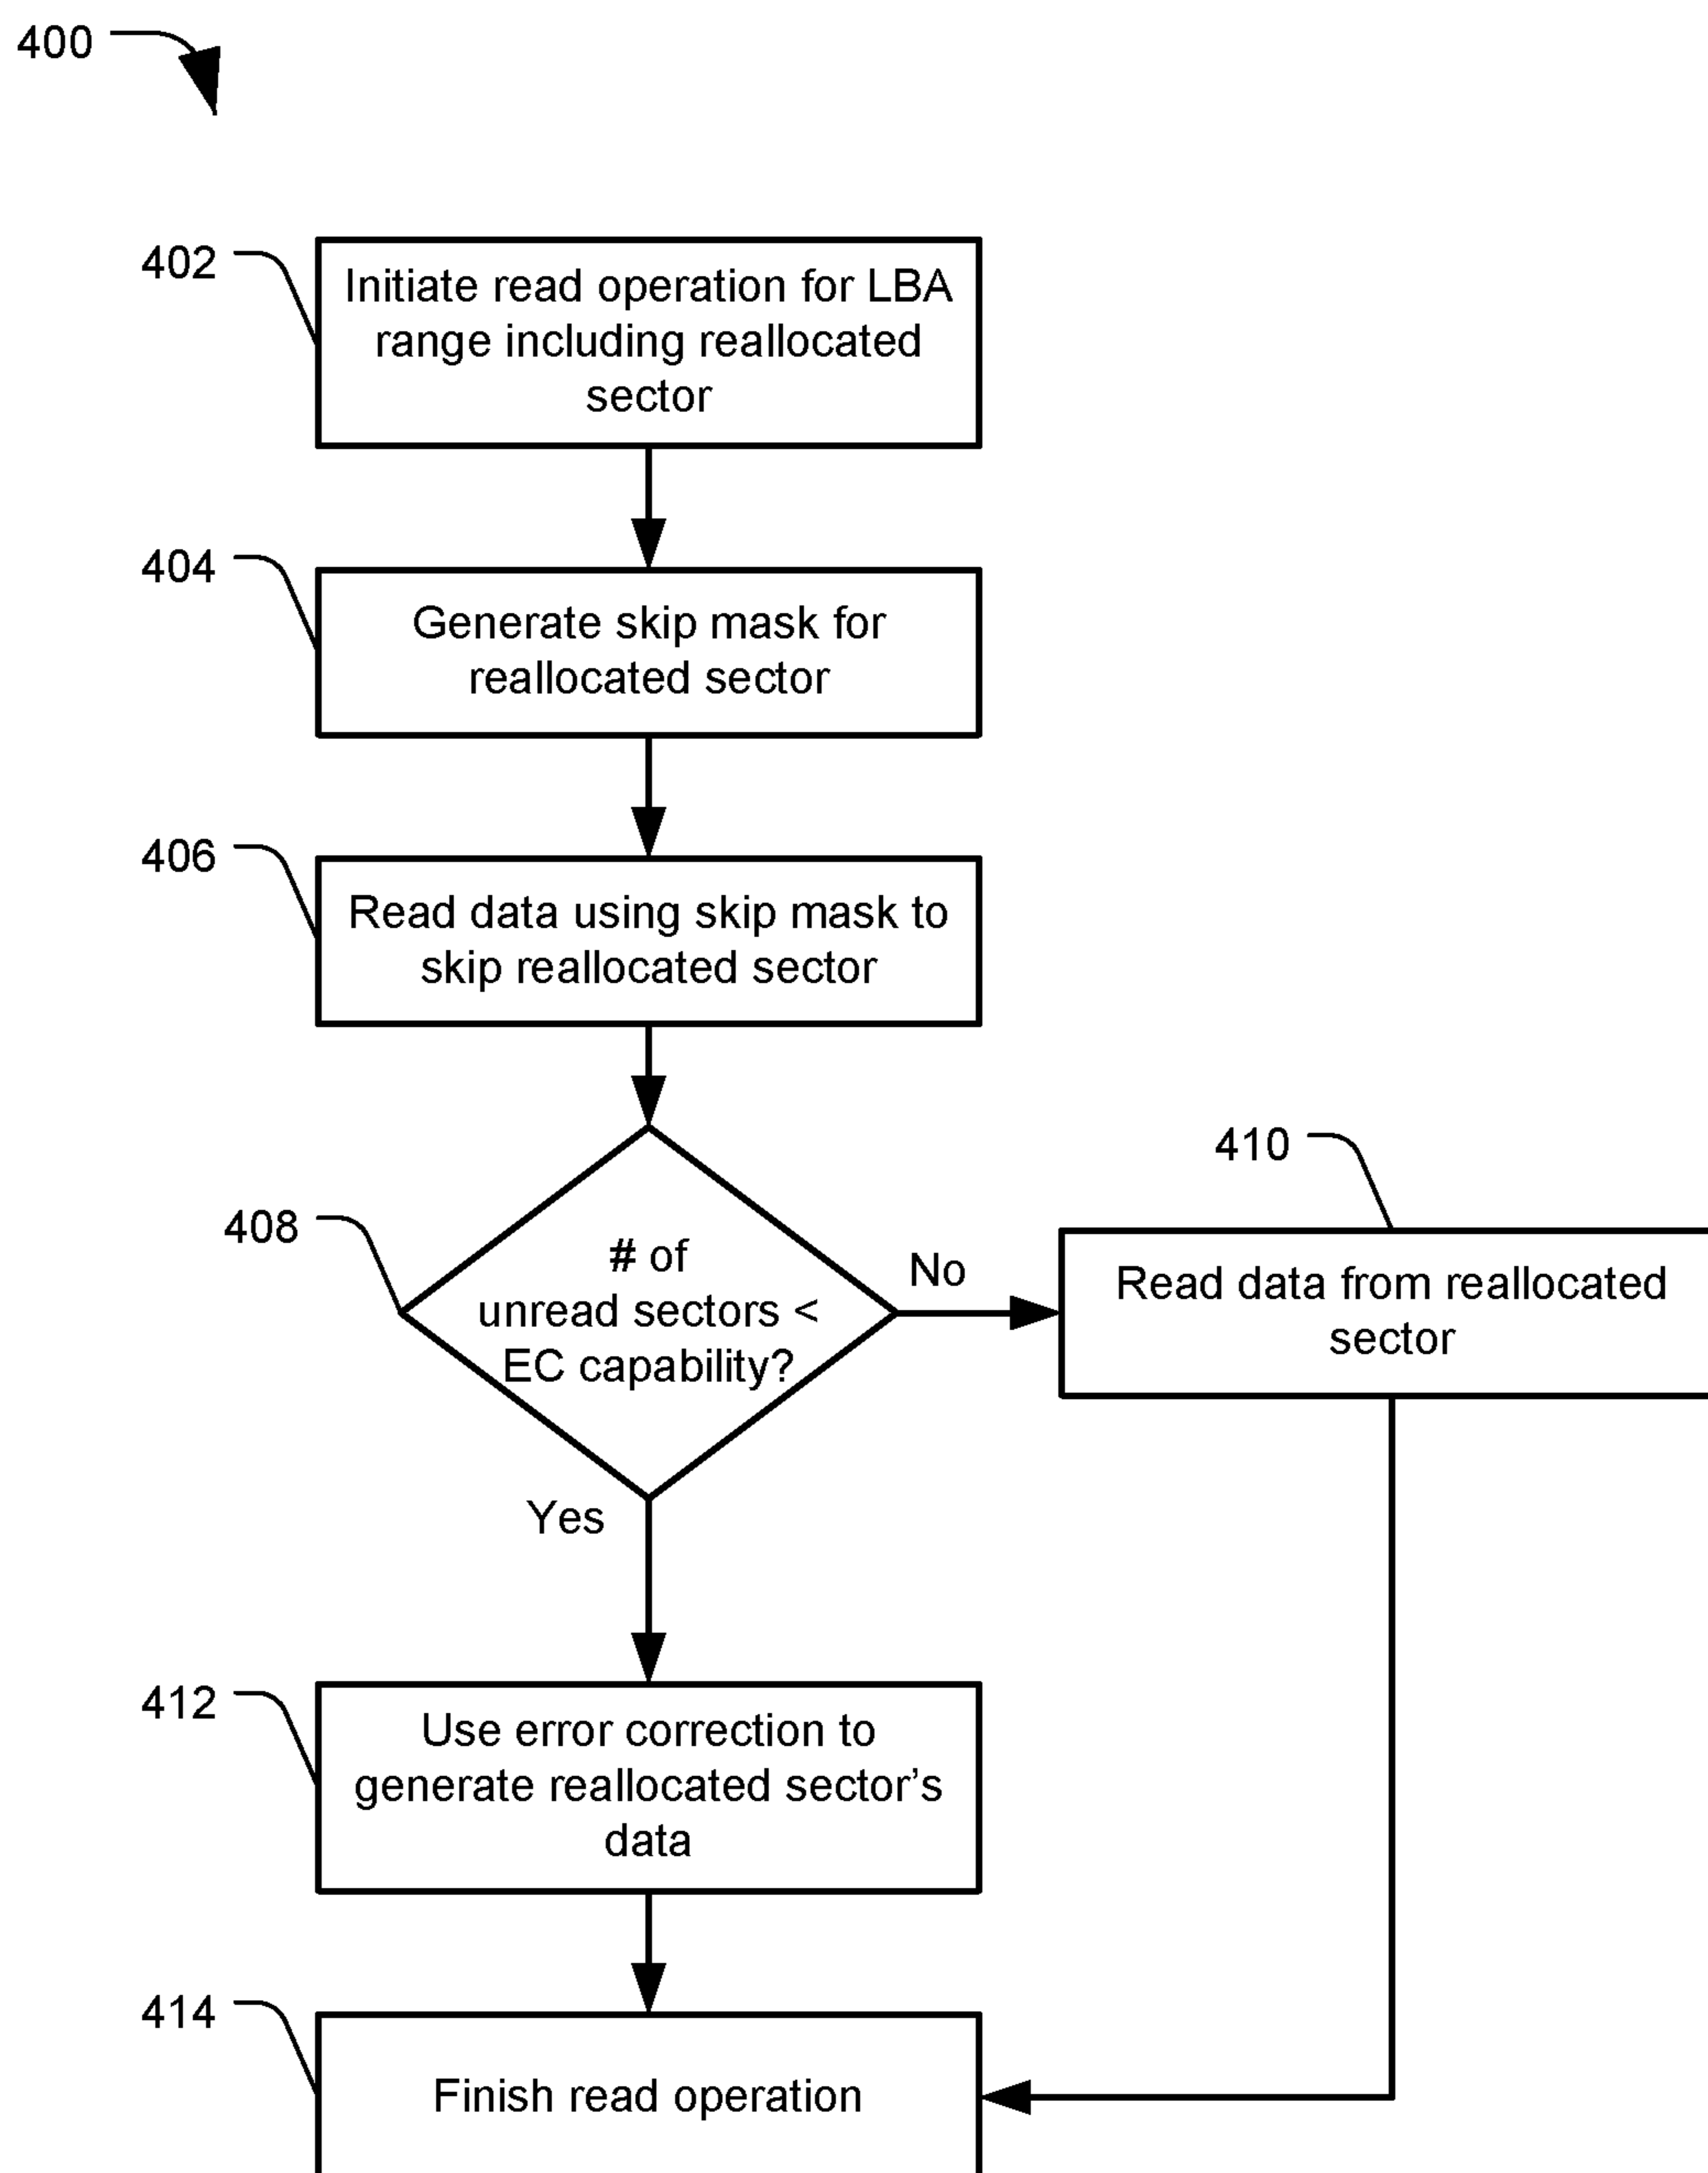 400
402
Initiate read operation for LBA
range including reallocated
sector
404
Generate skip mask for
reallocated sector
406
Read data using skip mask to
skip reallocated sector
408
# of
unread sectors <
EC capability?
No
410
Read data from reallocated
sector
Yes
412
Use error correction to
generate reallocated sector’s
data
414
Finish read operation